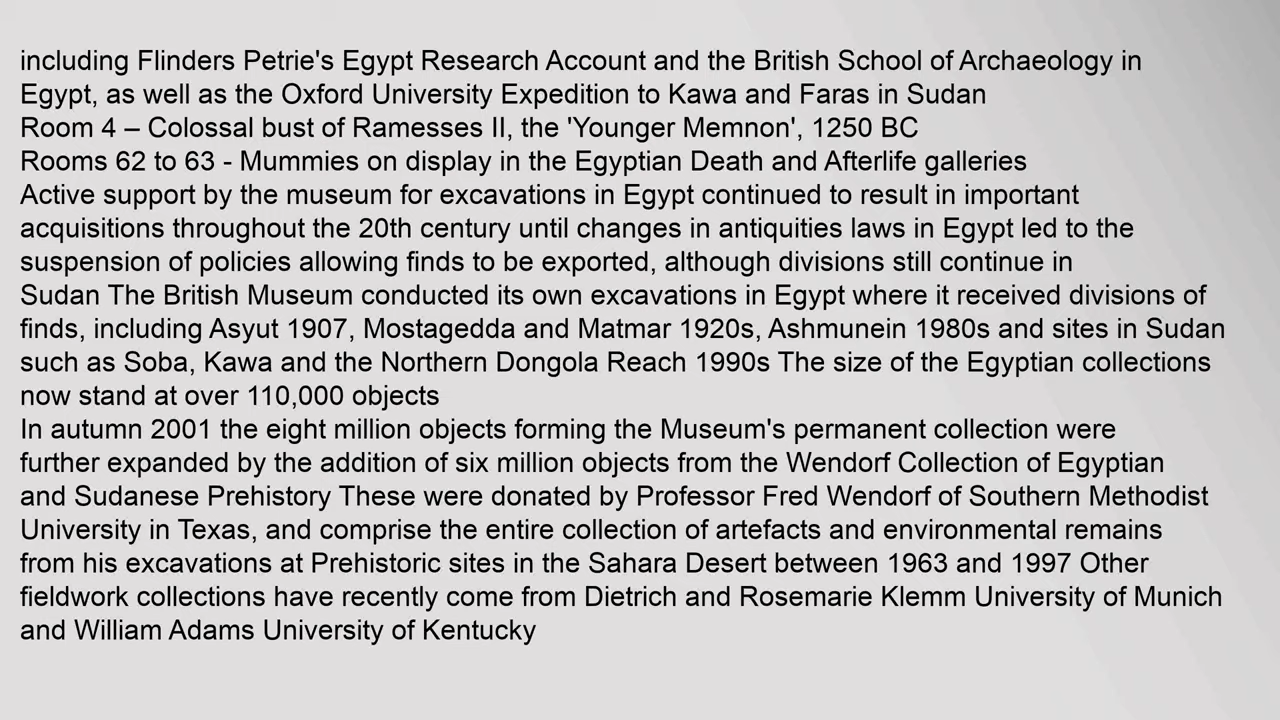 including Flinders Petrie's Egypt Research Account and the British School of Archaeology in
Egypt, as well as the Oxford University Expedition to Kawa and Faras in Sudan
Room 4 – Colossal bust of Ramesses II, the 'Younger Memnon', 1250 BC
Rooms 62 to 63 - Mummies on display in the Egyptian Death and Afterlife galleries
Active support by the museum for excavations in Egypt continued to result in important
acquisitions throughout the 20th century until changes in antiquities laws in Egypt led to the
suspension of policies allowing finds to be exported, although divisions still continue in
Sudan The British Museum conducted its own excavations in Egypt where it received divisions of
finds, including Asyut 1907, Mostagedda and Matmar 1920s, Ashmunein 1980s and sites in Sudan
such as Soba, Kawa and the Northern Dongola Reach 1990s The size of the Egyptian collections
now stand at over 110,000 objects
In autumn 2001 the eight million objects forming the Museum's permanent collection were
further expanded by the addition of six million objects from the Wendorf Collection of Egyptian
and Sudanese Prehistory These were donated by Professor Fred Wendorf of Southern Methodist
University in Texas, and comprise the entire collection of artefacts and environmental remains
from his excavations at Prehistoric sites in the Sahara Desert between 1963 and 1997 Other
fieldwork collections have recently come from Dietrich and Rosemarie Klemm University of Munich
and William Adams University of Kentucky